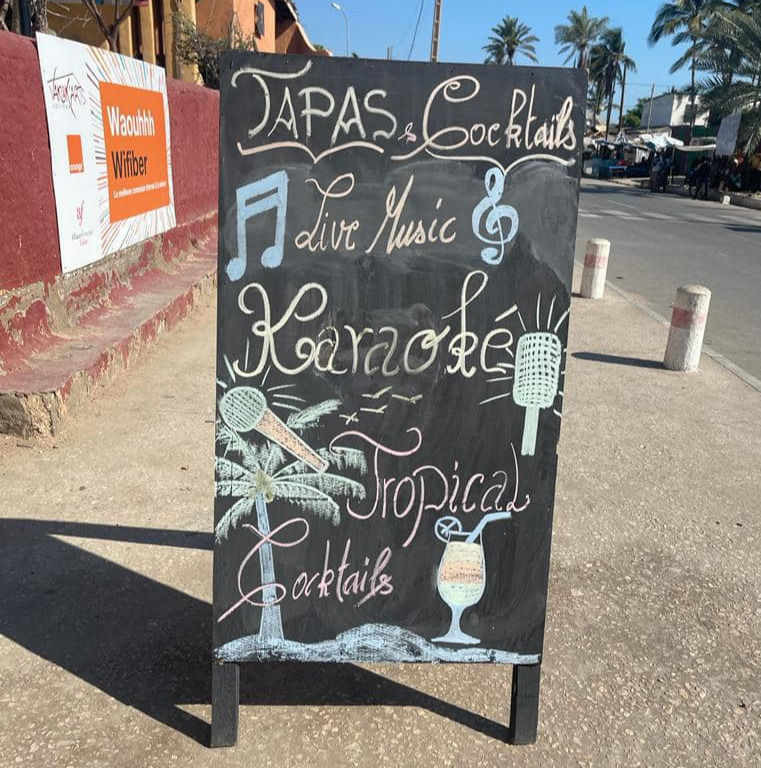 TAPAS & Cocktails
Live Music
Karaoké
Tropical
Cocktails
Waouhhh
Wifiber
orange